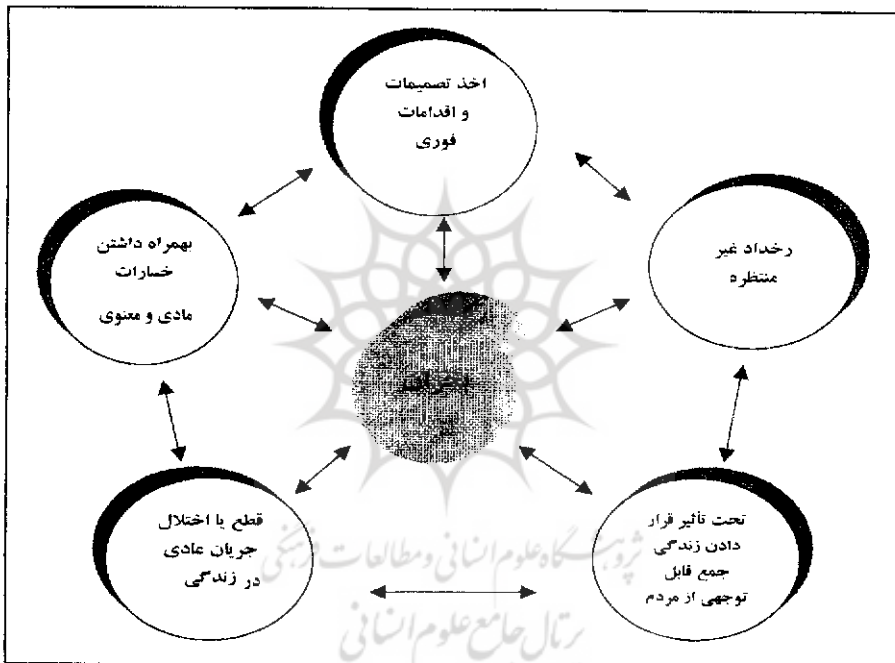 اخذ تصمیمات
و اقدامات
فوری
رخداد غیر
منتظره
بهمراه داشتن
خسارات
مادی و معنوی
بحران
تحت تأثیر قرار
دادن زندگی
جمع قابل
توجهی از مردم
قطع یا اختلال
جریان عادی
در زندگی
پژوهشگاه علوم انسانی و مطالعات فرهنگی
پرتال جامع علوم انسانی